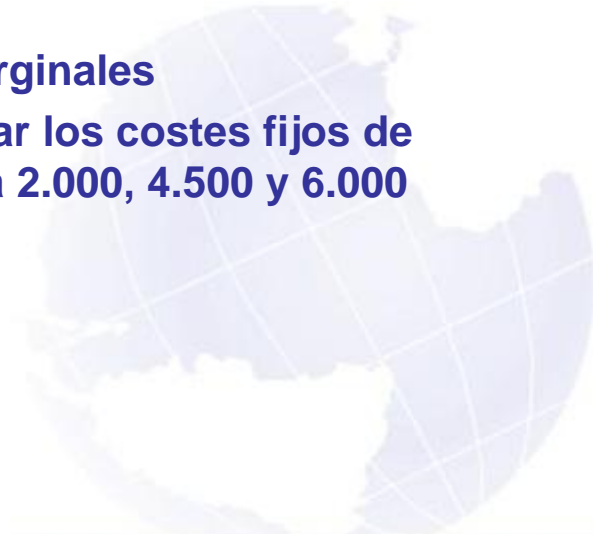 rginales
ar los costes fijos de
a 2.000, 4.500 y 6.000